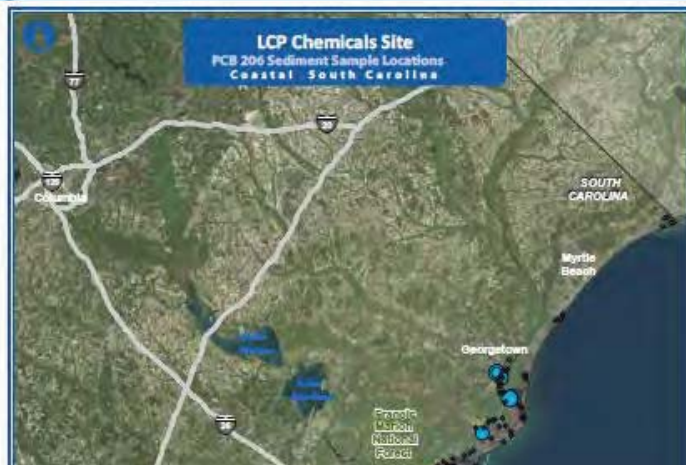 LCP Chemicals Site
PCB 206 Sediment Sample Locations
Coastal South Carolina
77
20
126
Columbia
SOUTH
CAROLINA
Myrtle
Beach
Georgetown
Lake
26
Francis
Marion
National
Forest